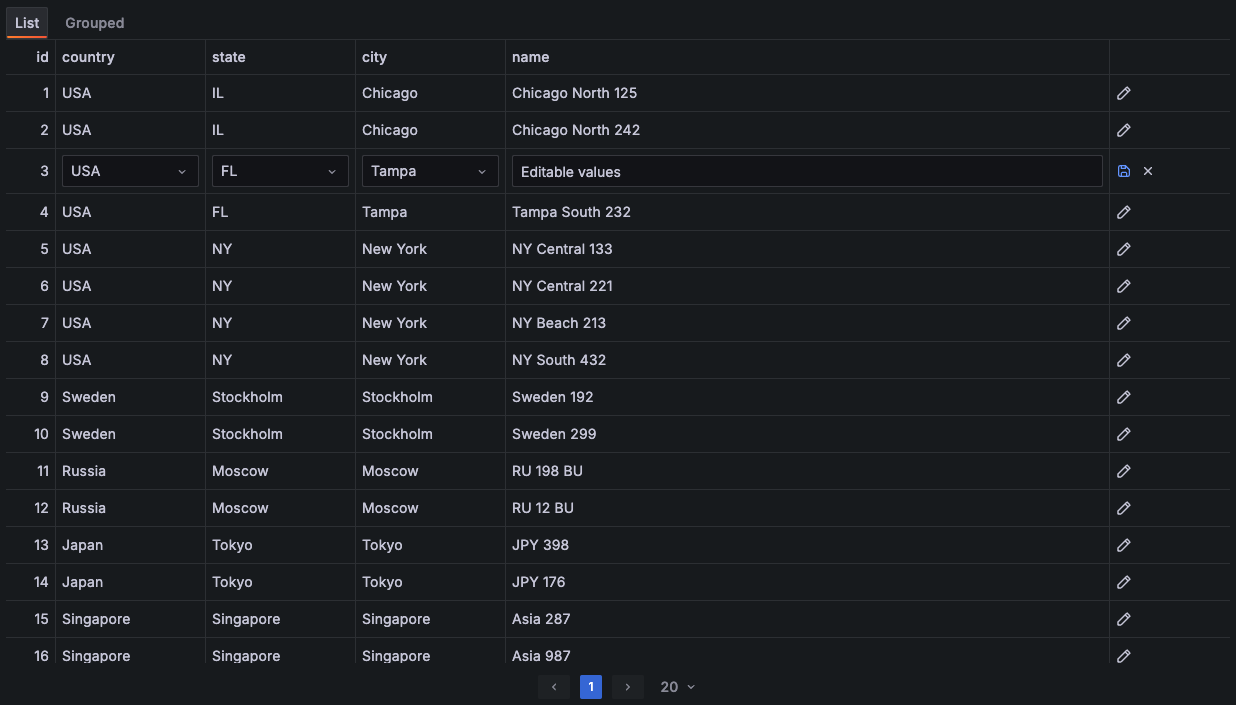 List Grouped
id country state city name
1 USA IL Chicago Chicago North 125
2 USA IL Chicago Chicago North 242
3 USA FL Tampa Editable values
4 USA FL Tampa Tampa South 232
5 USA NY New York NY Central 133
6 USA NY New York NY Central 221
7 USA NY New York NY Beach 213
8 USA NY New York NY South 432
9 Sweden Stockholm Stockholm Sweden 192
10 Sweden Stockholm Stockholm Sweden 299
11 Russia Moscow Moscow RU 198 BU
12 Russia Moscow Moscow RU 12 BU
13 Japan Tokyo Tokyo JPY 398
14 Japan Tokyo Tokyo JPY 176
15 Singapore Singapore Singapore Asia 287
16 Singapore Singapore Singapore Asia 987
1 20